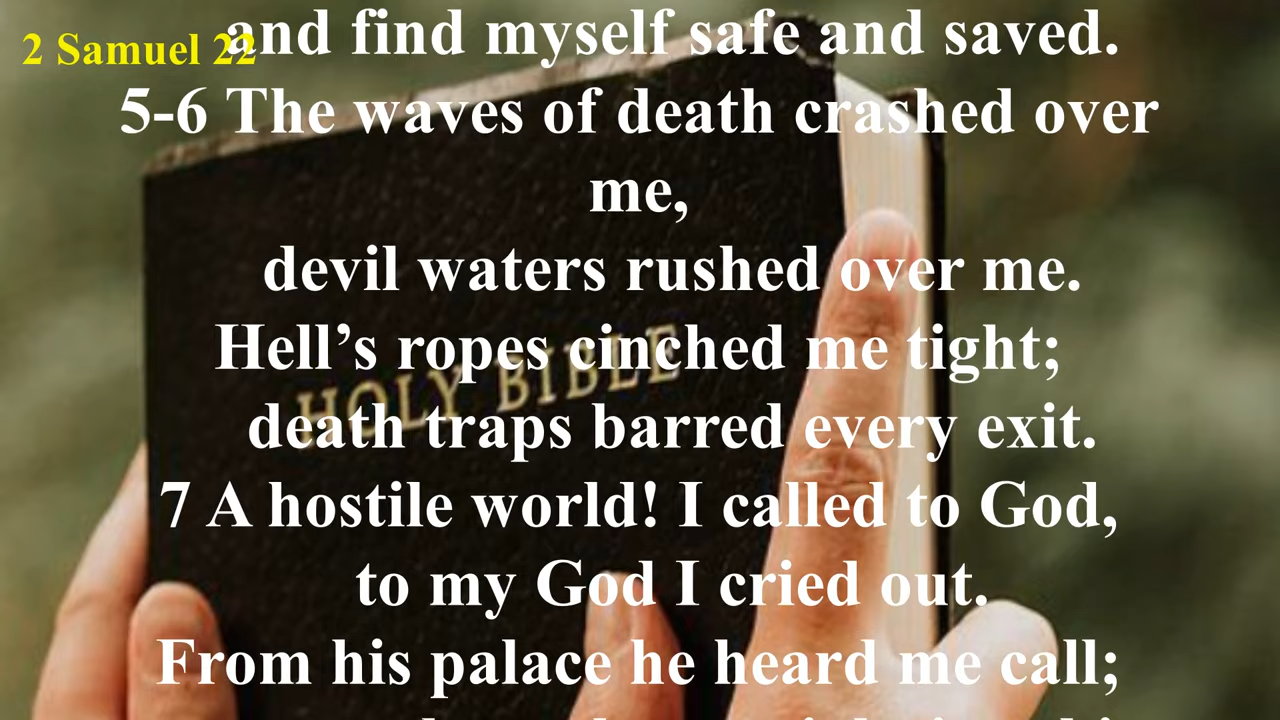 2 Samuel 22
and find myself safe and saved.
5-6 The waves of death crashed over
me,
devil waters rushed over me.
Hell’s ropes cinched me tight;
death traps barred every exit.
7 A hostile world! I called to God,
to my God I cried out.
From his palace he heard me call;
HOLY BIBLE